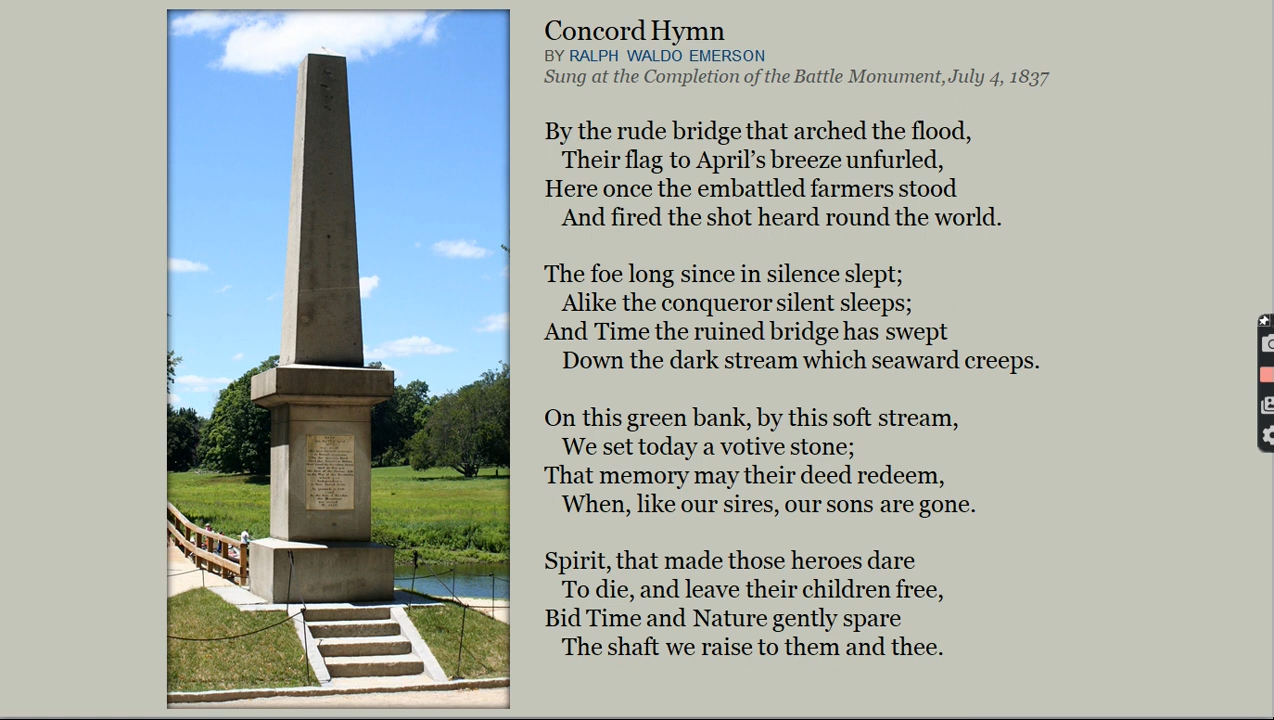 Concord Hymn
BY RALPH WALDO EMERSON
Sung at the Completion of the Battle Monument, July 4, 1837
By the rude bridge that arched the flood,
Their flag to April’s breeze unfurled,
Here once the embattled farmers stood
And fired the shot heard round the world.
The foe long since in silence slept;
Alike the conqueror silent sleeps;
And Time the ruined bridge has swept
Down the dark stream which seaward creeps.
On this green bank, by this soft stream,
We set today a votive stone;
That memory may their deed redeem,
When, like our sires, our sons are gone.
Spirit, that made those heroes dare
To die, and leave their children free,
Bid Time and Nature gently spare
The shaft we raise to them and thee.